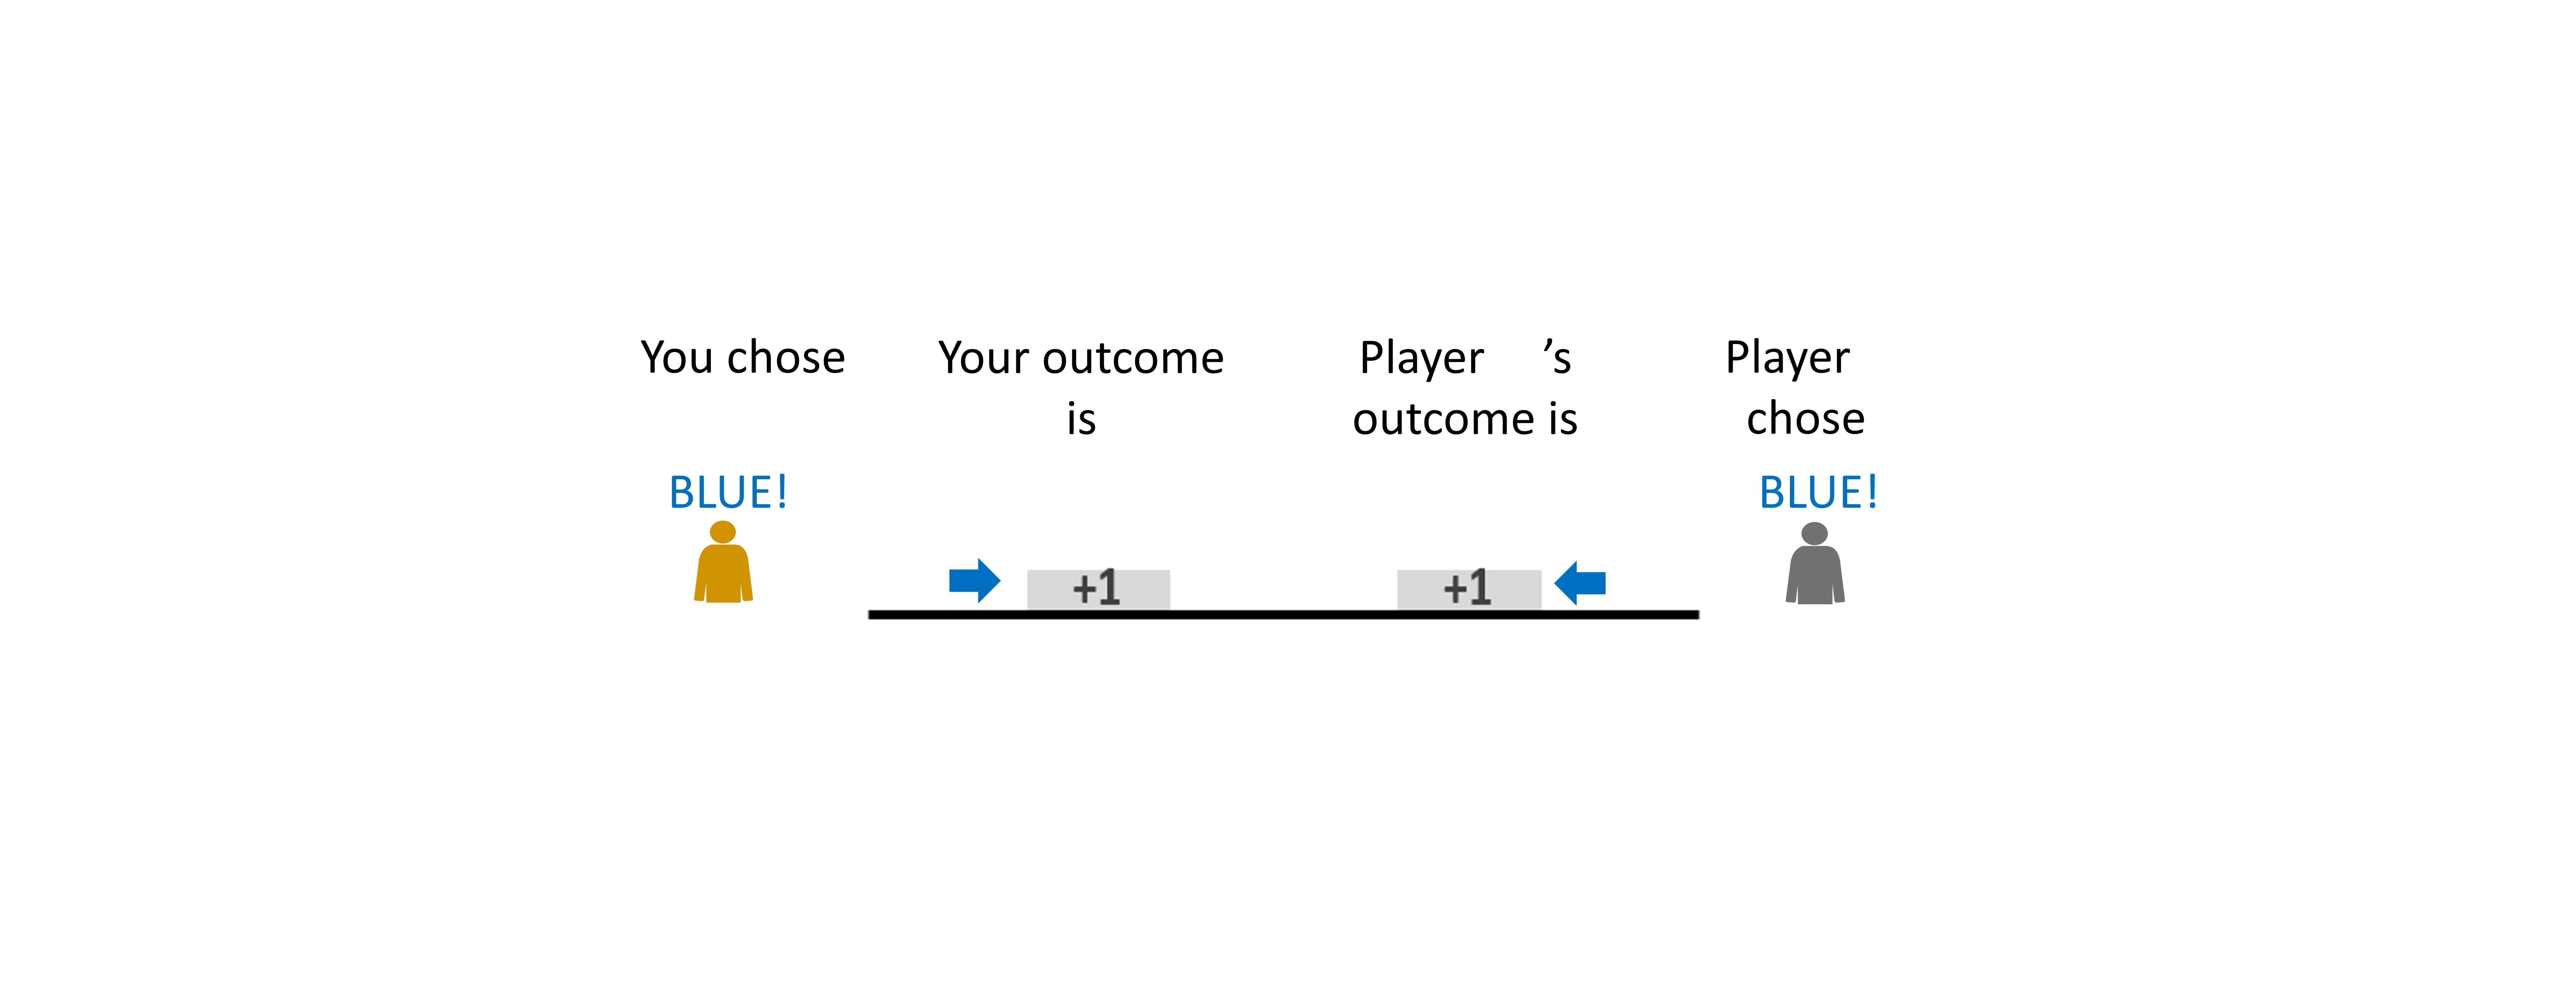 You chose
Your outcome
is
Player ’s
outcome is
Player
chose
BLUE!
BLUE!
+1
+1